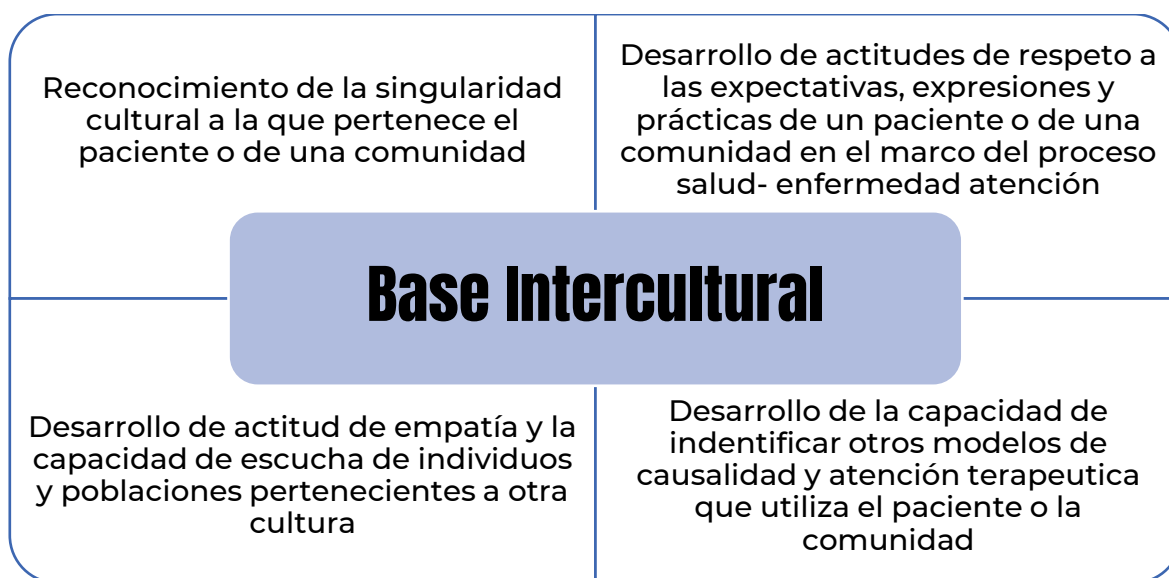 Reconocimiento de la singularidad
cultural a la que pertenece el
paciente o de una comunidad
Desarrollo de actitudes de respeto a
las expectativas, expresiones y
prácticas de un paciente o de una
comunidad en el marco del proceso
salud- enfermedad atención
Base Intercultural
Desarrollo de actitud de empatía y la
capacidad de escucha de individuos
y poblaciones pertenecientes a otra
cultura
Desarrollo de la capacidad de
indentificar otros modelos de
causalidad y atención terapeutica
que utiliza el paciente o la
comunidad